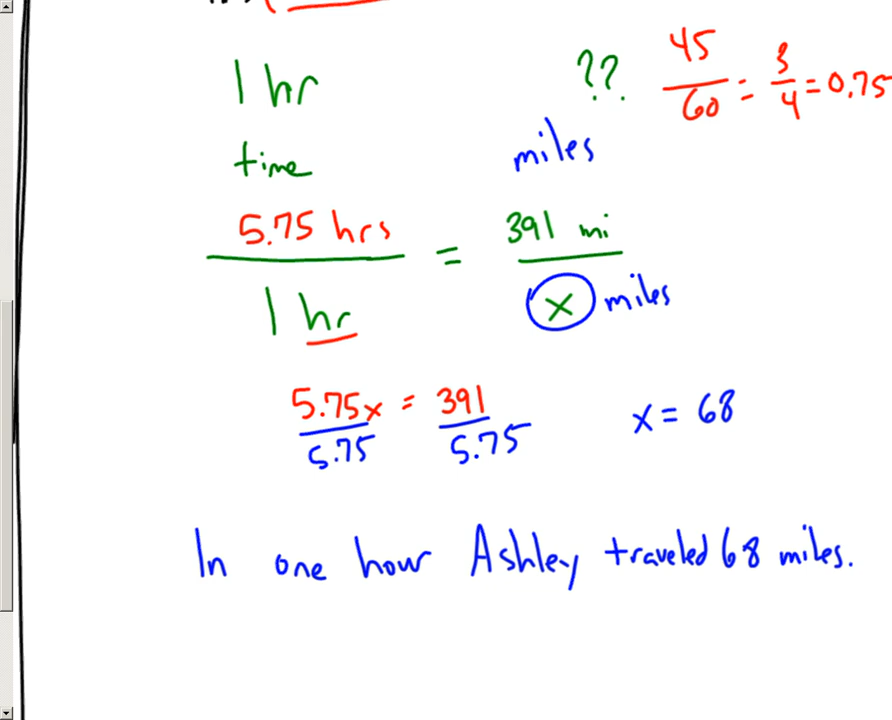 1 hr ?? 45/60 = 3/4 = 0.75
time miles
5.75 hrs / 1 hr = 391 mi / x miles
5.75x / 5.75 = 391 / 5.75 x = 68
In one hour Ashley traveled 68 miles.